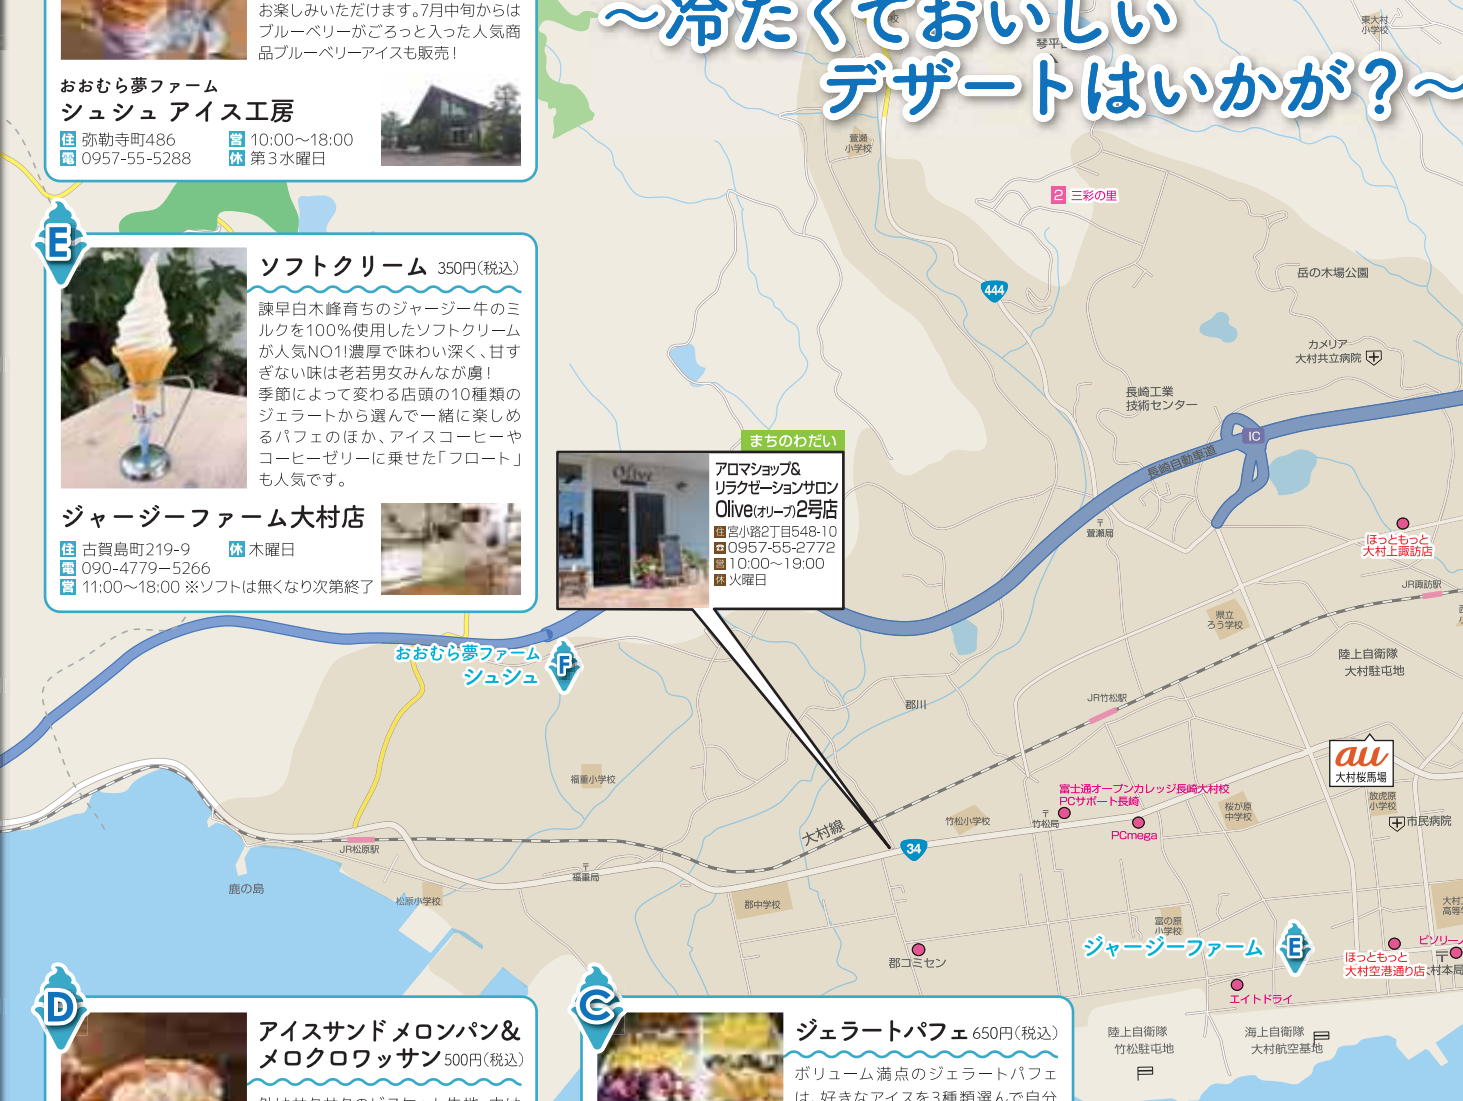 お楽しみいただけます。7月中旬からは
ブルーベリーがごろっと入った人気商
品ブルーベリーアイスも販売！
おおむら夢ファーム
シュシュ アイス工房
住 弥勒寺町486
営 10:00〜18:00
電 0957-55-5288
休 第3水曜日
〜冷たくておいしい
デザートはいかが？〜
E
ソフトクリーム 350円(税込)
諫早白木峰育ちのジャージー牛のミ
ルクを100%使用したソフトクリーム
が人気NO1!濃厚で味わい深く、甘す
ぎない味は老若男女みんなが虜！
季節によって変わる店頭の10種類の
ジェラートから選んで一緒に楽しめ
るパフェのほか、アイスコーヒーや
コーヒーゼリーに乗せた「フロート」
も人気です。
ジャージーファーム大村店
住 古賀島町219-9
休 木曜日
電 090-4779-5266
営 11:00〜18:00 ※ソフトは無くなり次第終了
まちのわだい
Olive
アロマショップ&
リラクゼーションサロン
Olive(オリーブ)2号店
住 宮小路2丁目548-10
☎ 0957-55-2772
営 10:00〜19:00
休 火曜日
東大村
小学校
萱瀬
小学校
2 三彩の里
444
岳の木場公園
カメリア
大村共立病院
長崎工業
技術センター
IC
長崎自動車道
〒
萱瀬局
ほっともっと
大村上諏訪店
JR諏訪駅
県立
ろう学校
陸上自衛隊
大村駐屯地
JR竹松駅
郡川
おおむら夢ファーム
シュシュ
F
福重小学校
au
大村桜馬場
放虎原
小学校
市民病院
富士通オープンカレッジ長崎大村校
PCサポート長崎
〒
竹松局
PCmega
桜が原
中学校
竹松小学校
大村線
34
JR松原駅
〒
福重局
鹿の島
松原小学校
郡中学校
郡コミセン
富の原
小学校
ジャージーファーム
E
ほっともっと
大村空港通り店
エイトドライ
陸上自衛隊
竹松駐屯地
海上自衛隊
大村航空基地
D
アイスサンド メロンパン&
メロクロワッサン 500円(税込)
C
ジェラートパフェ 650円(税込)
ボリューム満点のジェラートパフェ
は、好きなアイスを3種類選んで自分